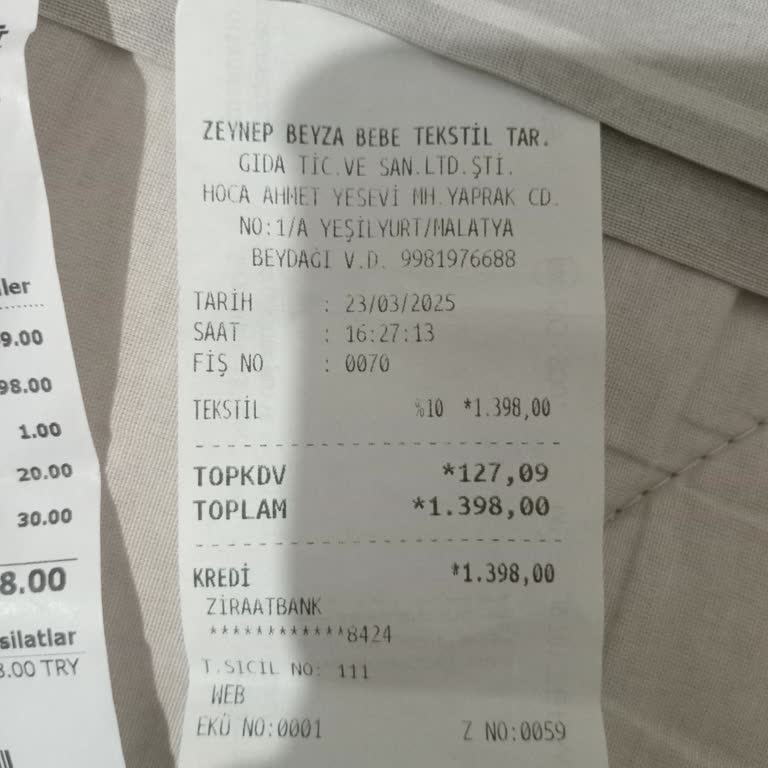 ZEYNEP BEYZA BEBE TEKSTİL TAR.
GIDA TİC.VE SAN.LTD.ŞTİ.
HOCA AHMET YESEVİ MH.YAPRAK CD.
NO:1/A YEŞİLYURT/MALATYA
BEYDAĞI V.D. 9981976688
TARİH : 23/03/2025
SAAT : 16:27:13
FİŞ NO : 0070
TEKSTİL %10 *1.398,00
TOPKDV *127,09
TOPLAM *1.398,00
KREDİ *1.398,00
ZİRAATBANK
************8424
T.SICIL NO: 111
WEB
EKÜ NO:0001 Z NO:0059
ler
9.00
98.00
1.00
20.00
30.00
8.00
silatlar
8.00 TRY